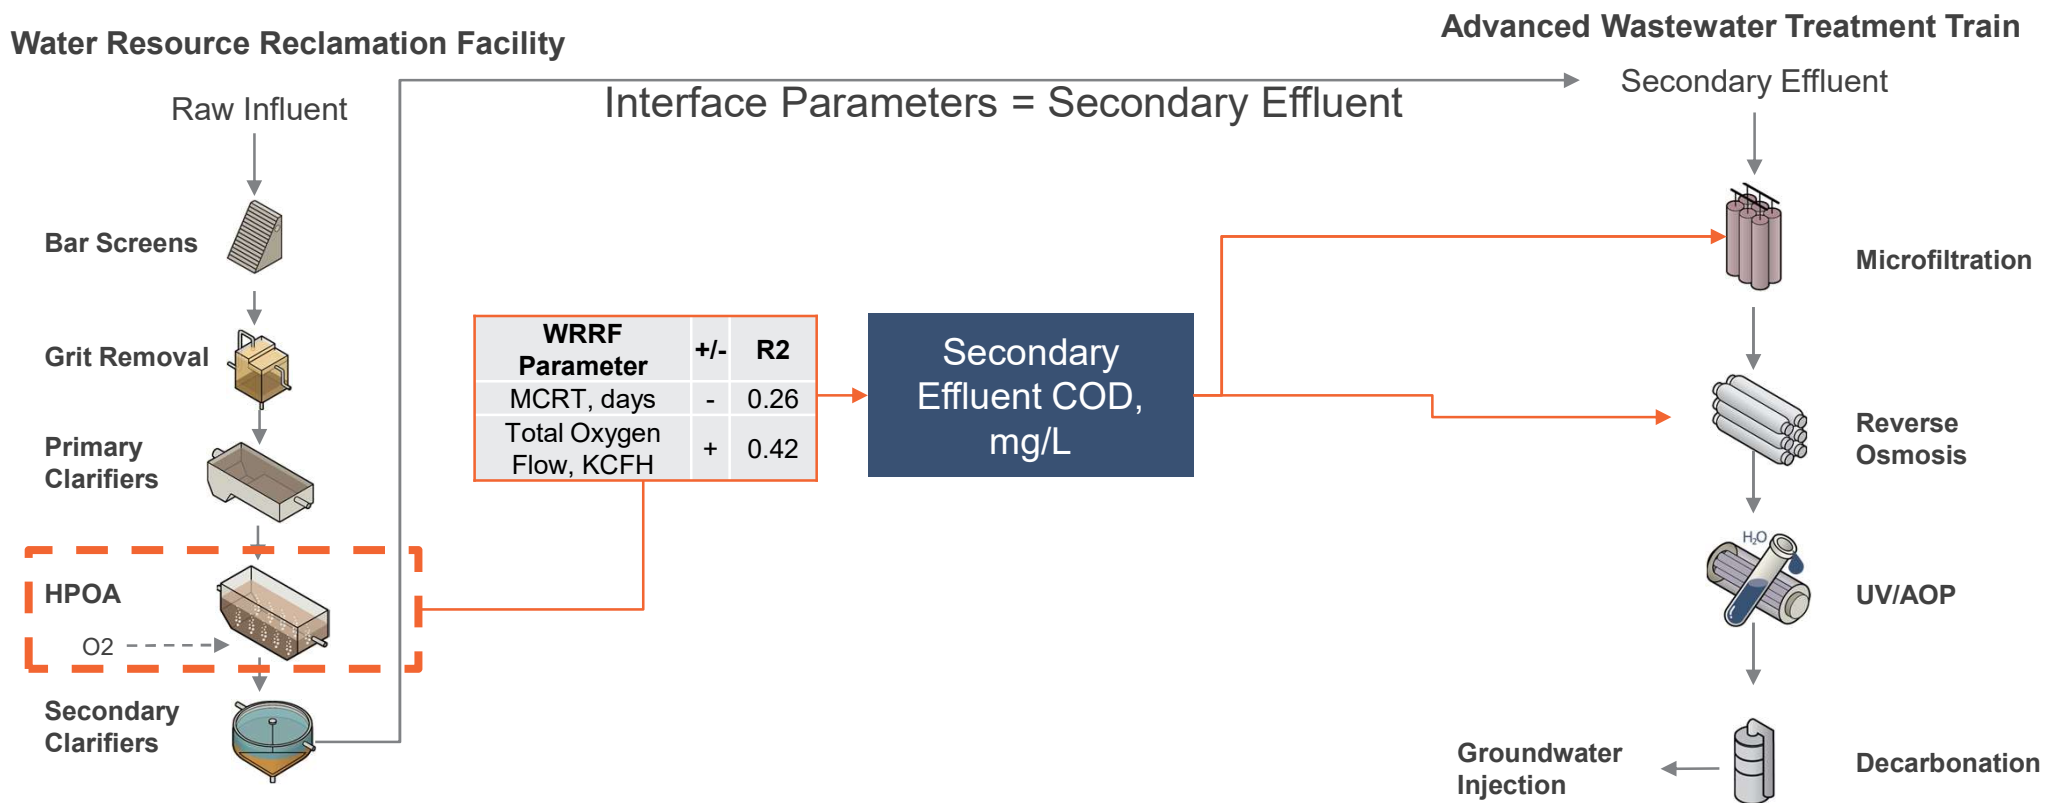 Water Resource Reclamation Facility
Advanced Wastewater Treatment Train
Raw Influent
Interface Parameters = Secondary Effluent
Secondary Effluent
Bar Screens
Grit Removal
Primary
Clarifiers
HPOA
O2
Secondary
Clarifiers
WRRF
Parameter
+/-
R2
MCRT, days
-
0.26
Total Oxygen
Flow, KCFH
+
0.42
Secondary
Effluent COD,
mg/L
Microfiltration
Reverse
Osmosis
H₂O
UV/AOP
Decarbonation
Groundwater
Injection